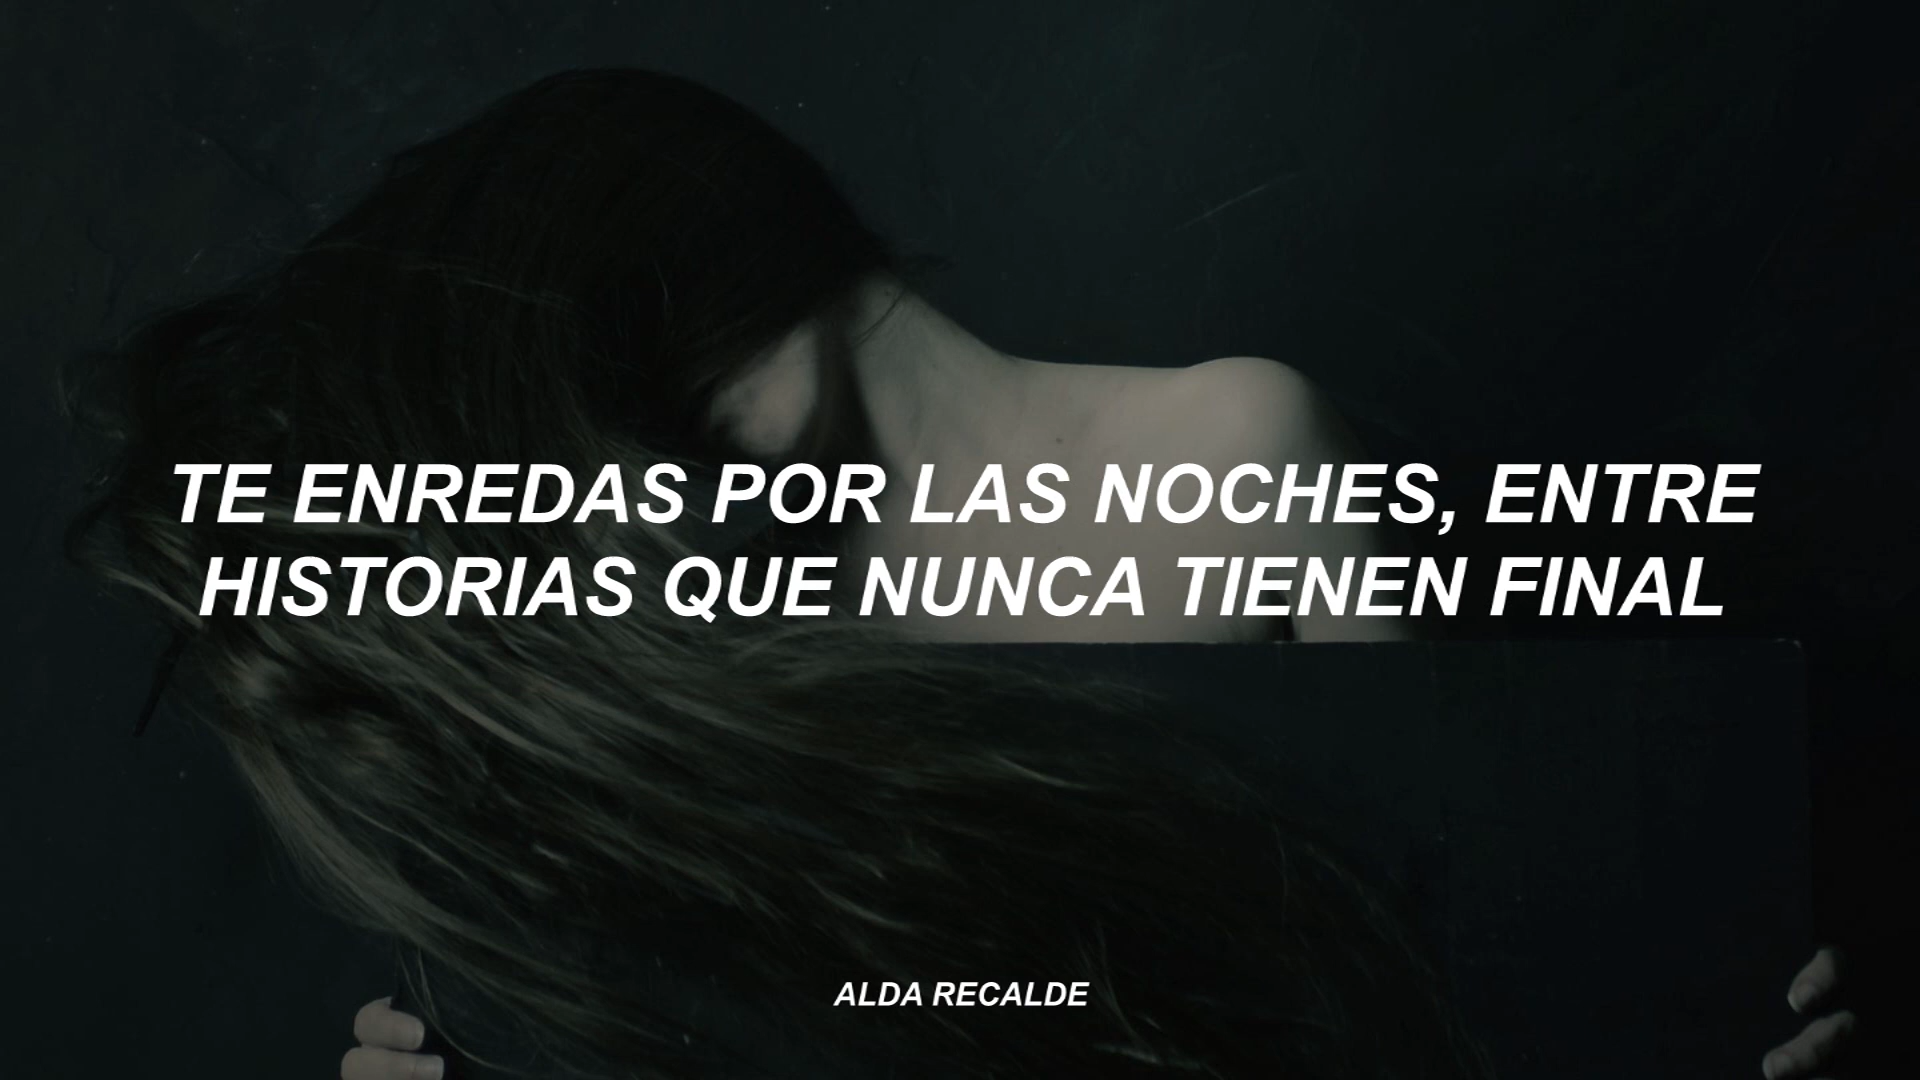 TE ENREDAS POR LAS NOCHES, ENTRE
HISTORIAS QUE NUNCA TIENEN FINAL
ALDA RECALDE